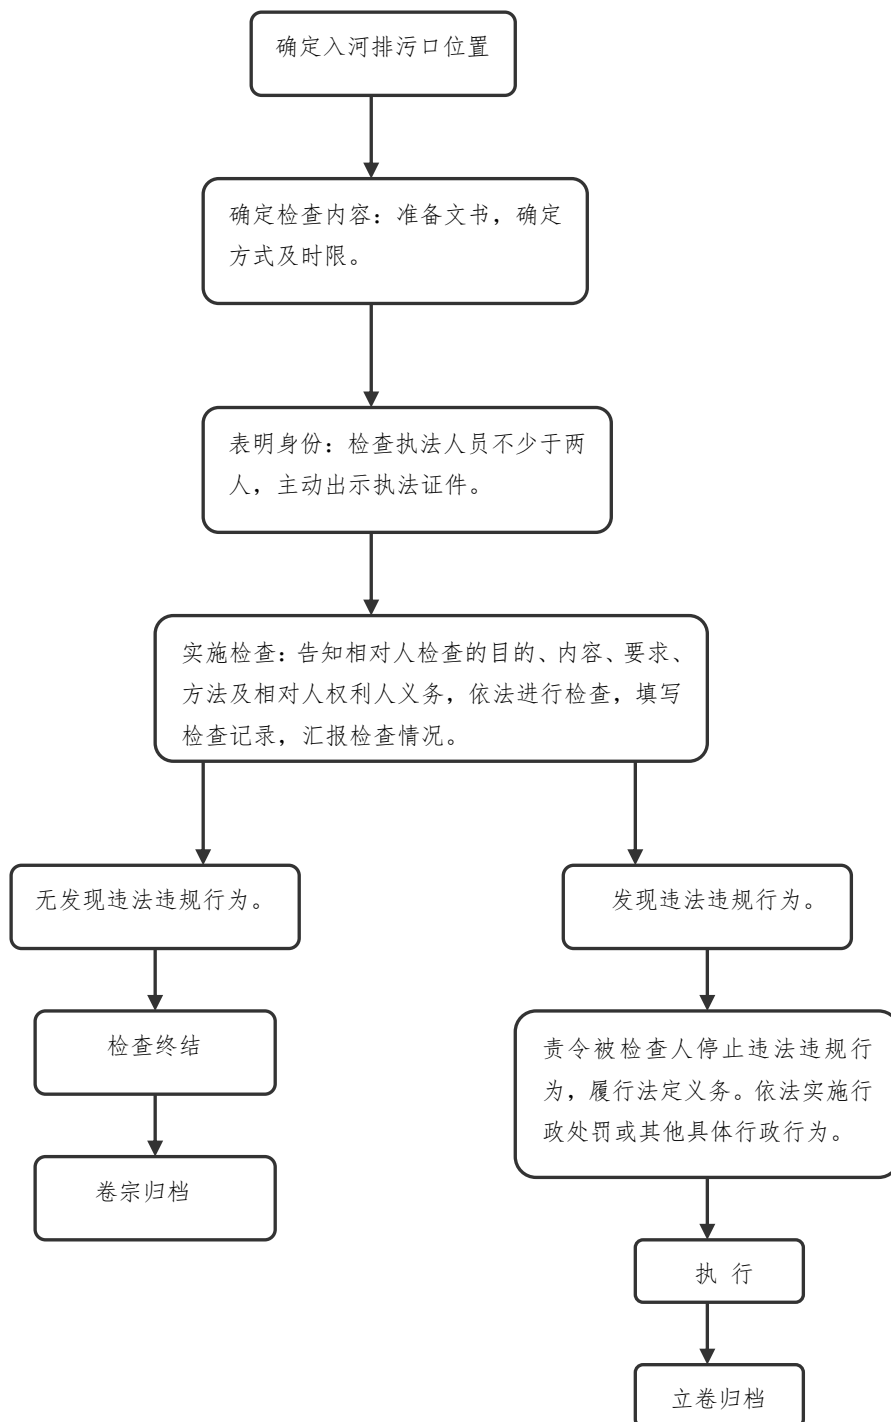 确定入河排污口位置
确定检查内容：准备文书，确定
方式及时限。
表明身份：检查执法人员不少于两
人，主动出示执法证件。
实施检查：告知相对人检查的目的、内容、要求、
方法及相对人权利人义务，依法进行检查，填写
检查记录，汇报检查情况。
无发现违法违规行为。
发现违法违规行为。
检查终结
责令被检查人停止违法违规行
为，履行法定义务。依法实施行
政处罚或其他具体行政行为。
卷宗归档
执 行
立卷归档